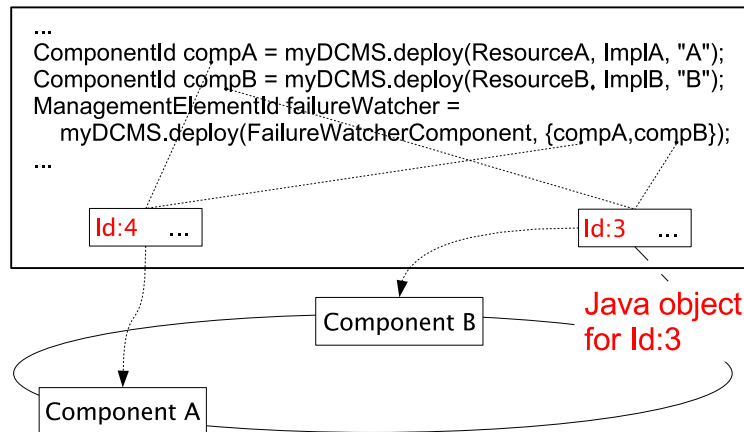 ...
ComponentId compA = myDCMS.deploy(ResourceA, ImplA, "A");
ComponentId compB = myDCMS.deploy(ResourceB, ImplB, "B");
ManagementElementId failureWatcher =
myDCMS.deploy(FailureWatcherComponent, {compA,compB});
...
Id:4 ...
Id:3 ...
Java object
for Id:3
Component B
Component A